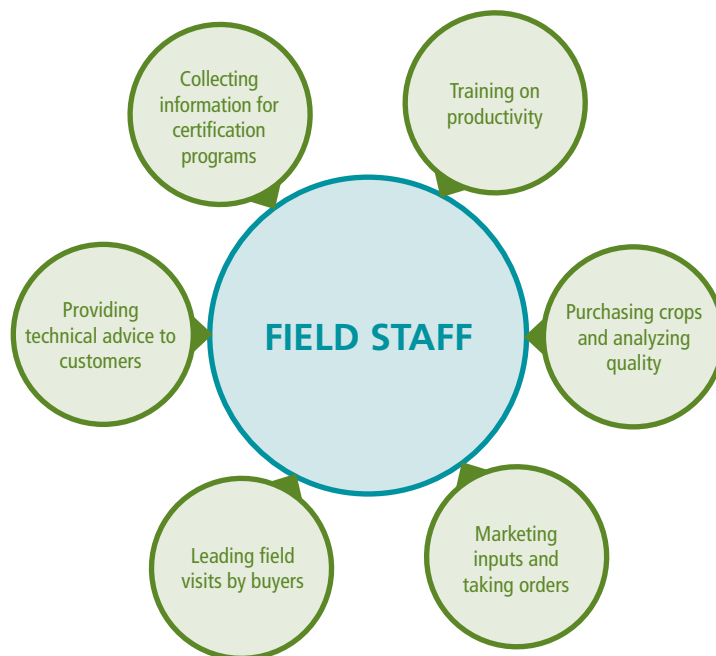 Collecting
information for
certification
programs
Training on
productivity
Providing
technical advice to
customers
FIELD STAFF
Purchasing crops
and analyzing
quality
Leading field
visits by buyers
Marketing
inputs and
taking orders